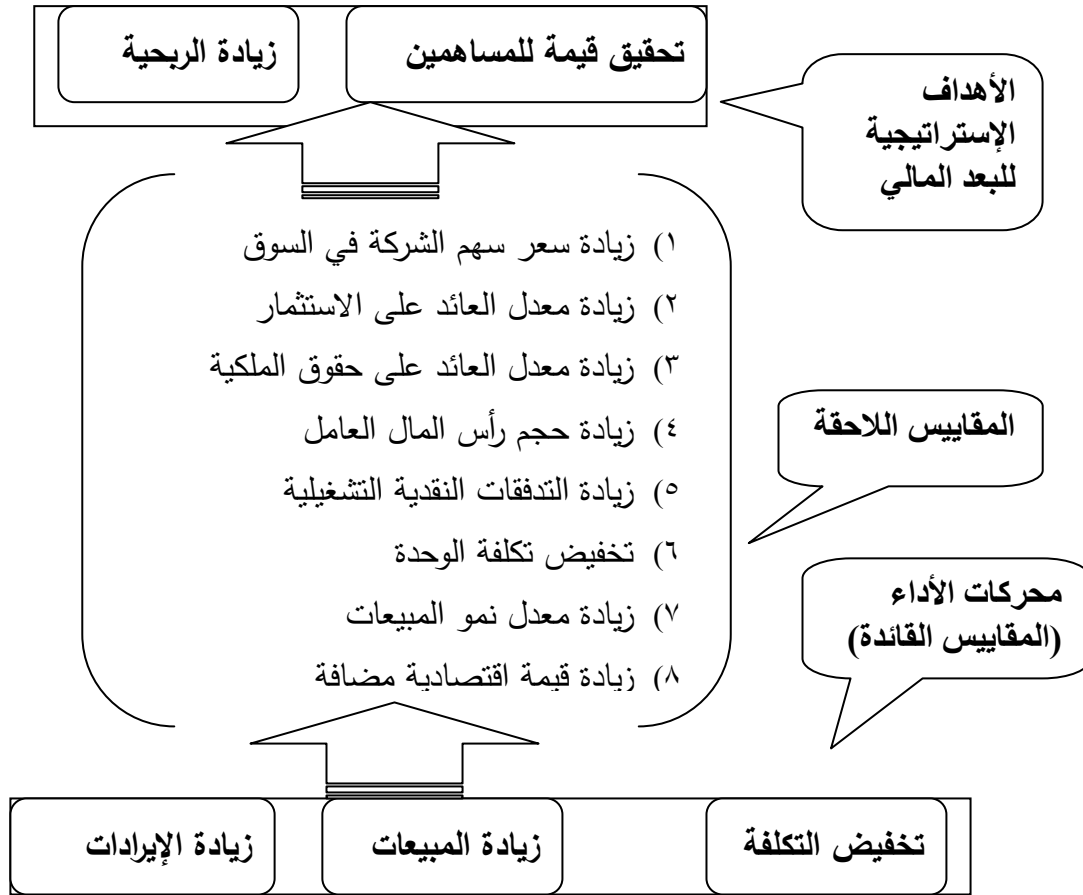 تحقيق قيمة للمساهمين
زيادة الربحية
الأهداف
الإستراتيجية
للبعد المالي
١) زيادة سعر سهم الشركة في السوق
٢) زيادة معدل العائد على الاستثمار
٣) زيادة معدل العائد على حقوق الملكية
٤) زيادة حجم رأس المال العامل
٥) زيادة التدفقات النقدية التشغيلية
٦) تخفيض تكلفة الوحدة
٧) زيادة معدل نمو المبيعات
٨) زيادة قيمة اقتصادية مضافة
المقاييس اللاحقة
محركات الأداء
(المقاييس القائدة)
تخفيض التكلفة
زيادة المبيعات
زيادة الإيرادات